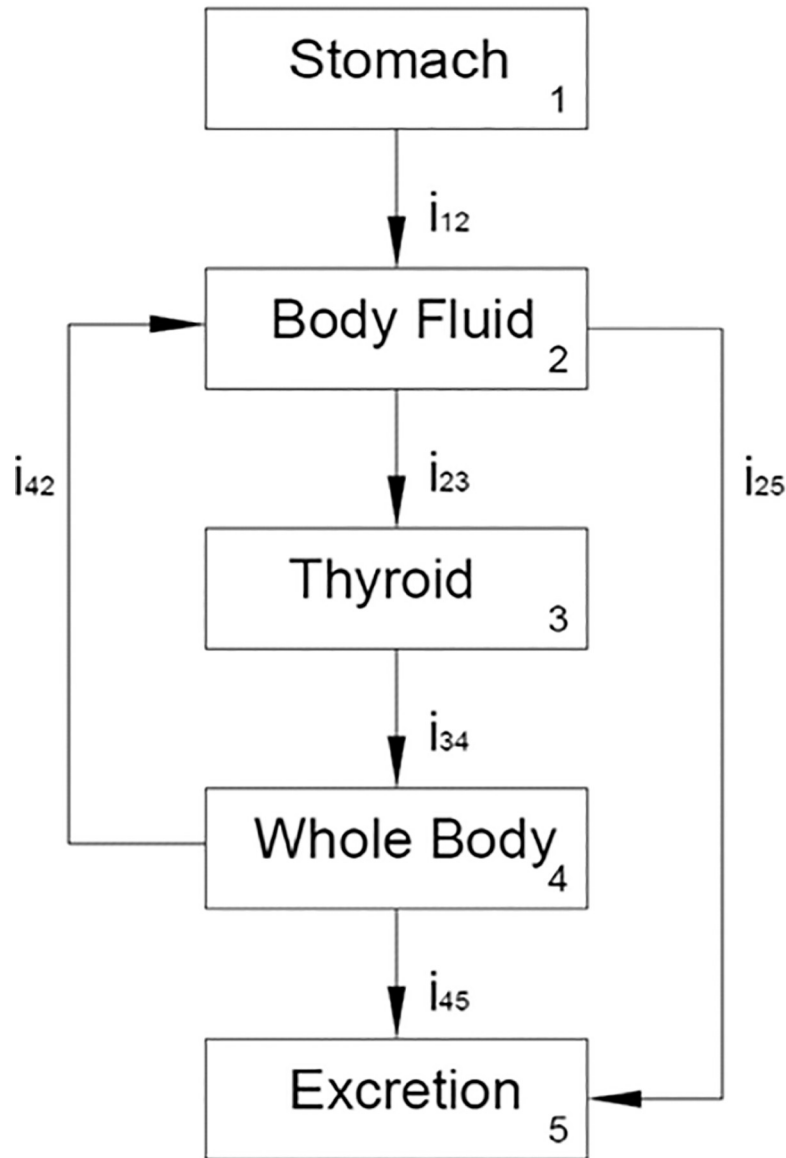 Stomach
1
i12
Body Fluid
2
i42
i23
i25
Thyroid
3
i34
Whole Body
4
i45
Excretion
5